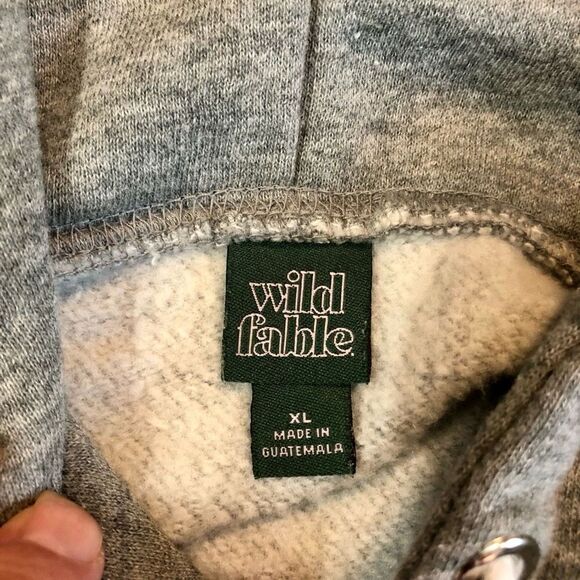 wild
fable.
XL
MADE IN
GUATEMALA